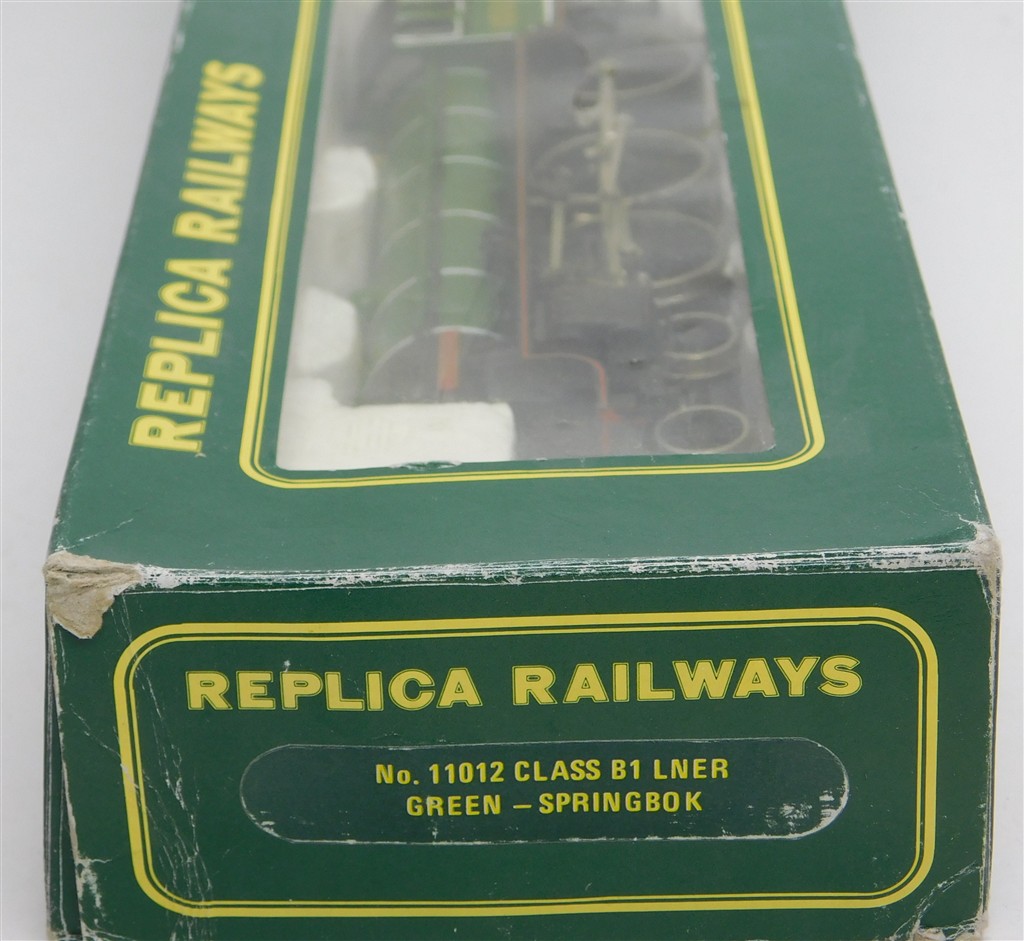 REPLICA RAILWAYS
REPLICA RAILWAYS
No. 11012 CLASS B1 LNER
GREEN – SPRINGBOK